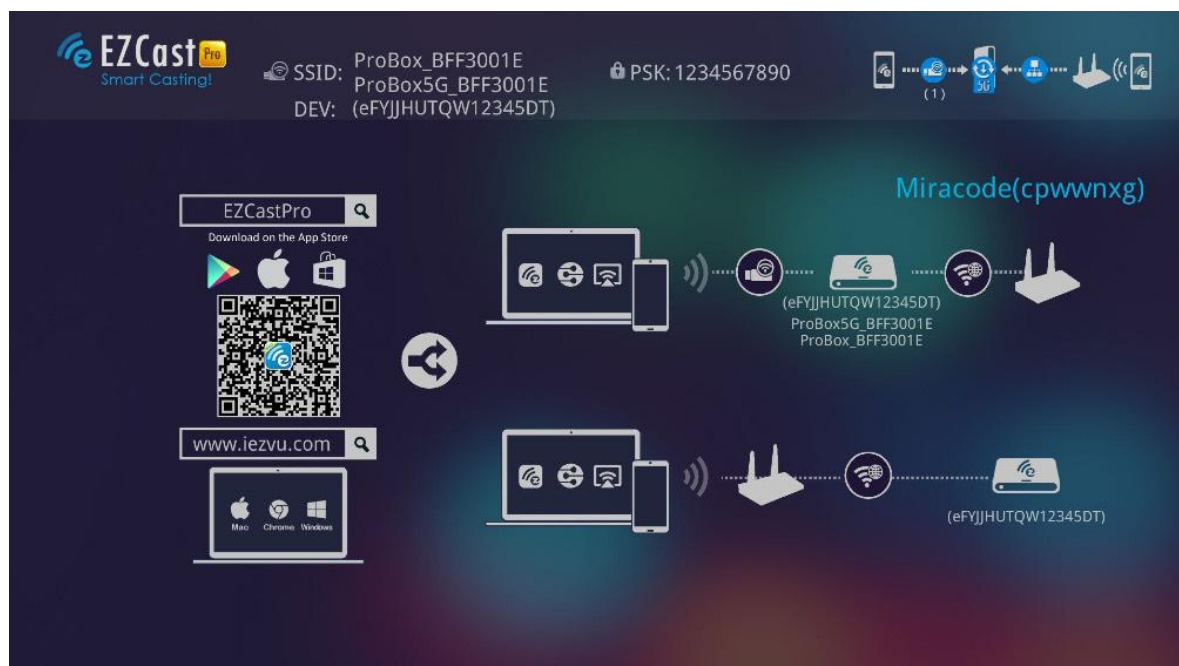 EZCast Pro
Smart Casting!
SSID: ProBox_BFF3001E
ProBox5G_BFF3001E
DEV: (eFYJJHUTQW12345DT)
PSK: 1234567890
(1)
5G
Miracode(cpwwnxg)
EZCastPro
Download on the App Store
www.iezvu.com
Mac Chrome Windows
(eFYJJHUTQW12345DT)
ProBox5G_BFF3001E
ProBox_BFF3001E
(eFYJJHUTQW12345DT)